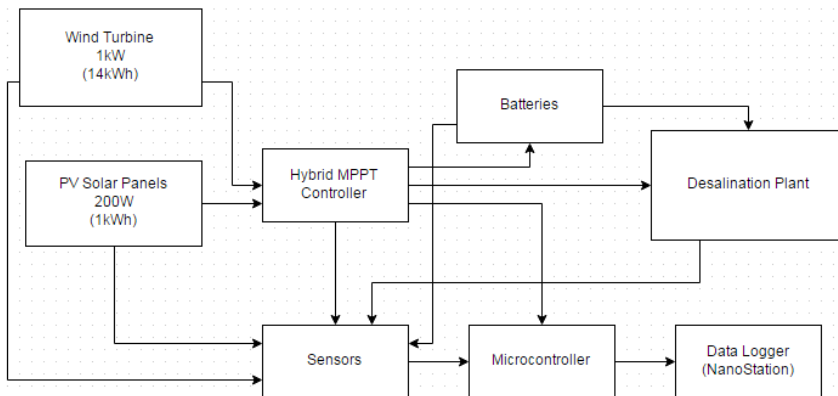 Wind Turbine
1kW
(14kWh)
Batteries
PV Solar Panels
200W
(1kWh)
Hybrid MPPT
Controller
Desalination Plant
Sensors
Microcontroller
Data Logger
(NanoStation)